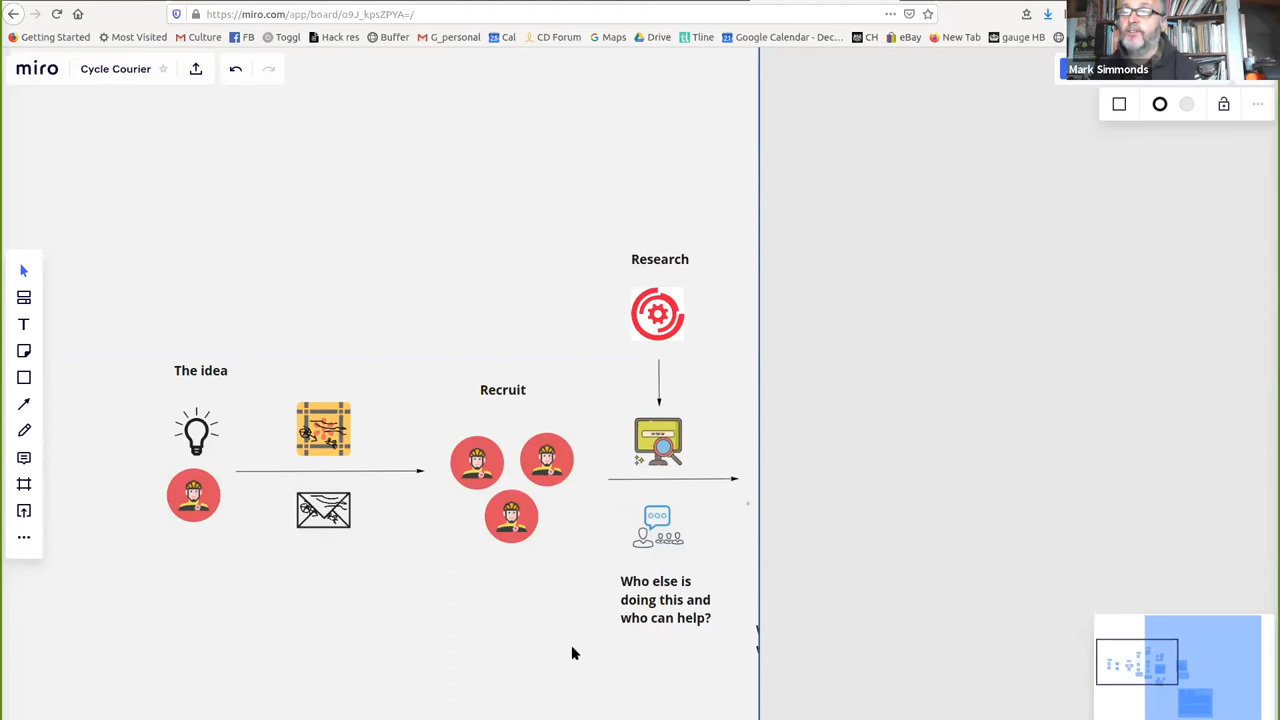 https://miro.com/app/board/o9J_kpsZPYA=/
Getting Started
Most Visited
Culture
FB
Toggl
Hack res
Buffer
G_personal
Cal
CD Forum
Maps
Drive
Tline
Google Calendar - Dec...
CH
eBay
New Tab
gauge HB
miro
Cycle Courier
Mark Simmonds
Research
The idea
Recruit
Who else is
doing this and
who can help?